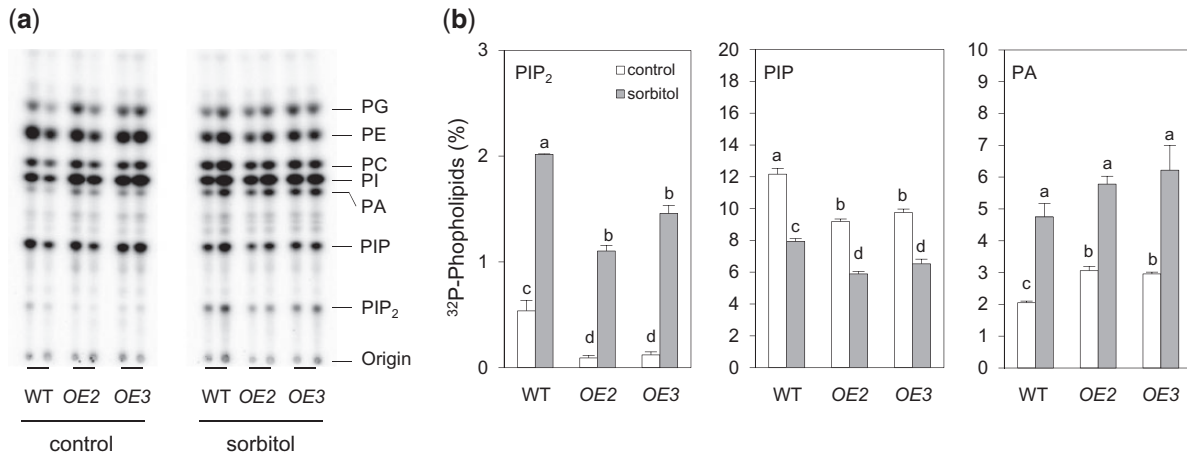 (a)
PG
PE
PC
PI
PA
PIP
PIP₂
Origin
WT OE2 OE3 WT OE2 OE3
control sorbitol
(b)
³²P-Phopholipids (%)
3
2
1
0
PIP₂
control
sorbitol
c a d b d b
WT OE2 OE3
20
18
16
14
12
10
8
6
4
2
0
PIP
a c b d b d
WT OE2 OE3
10
9
8
7
6
5
4
3
2
1
0
PA
c a b a b a
WT OE2 OE3